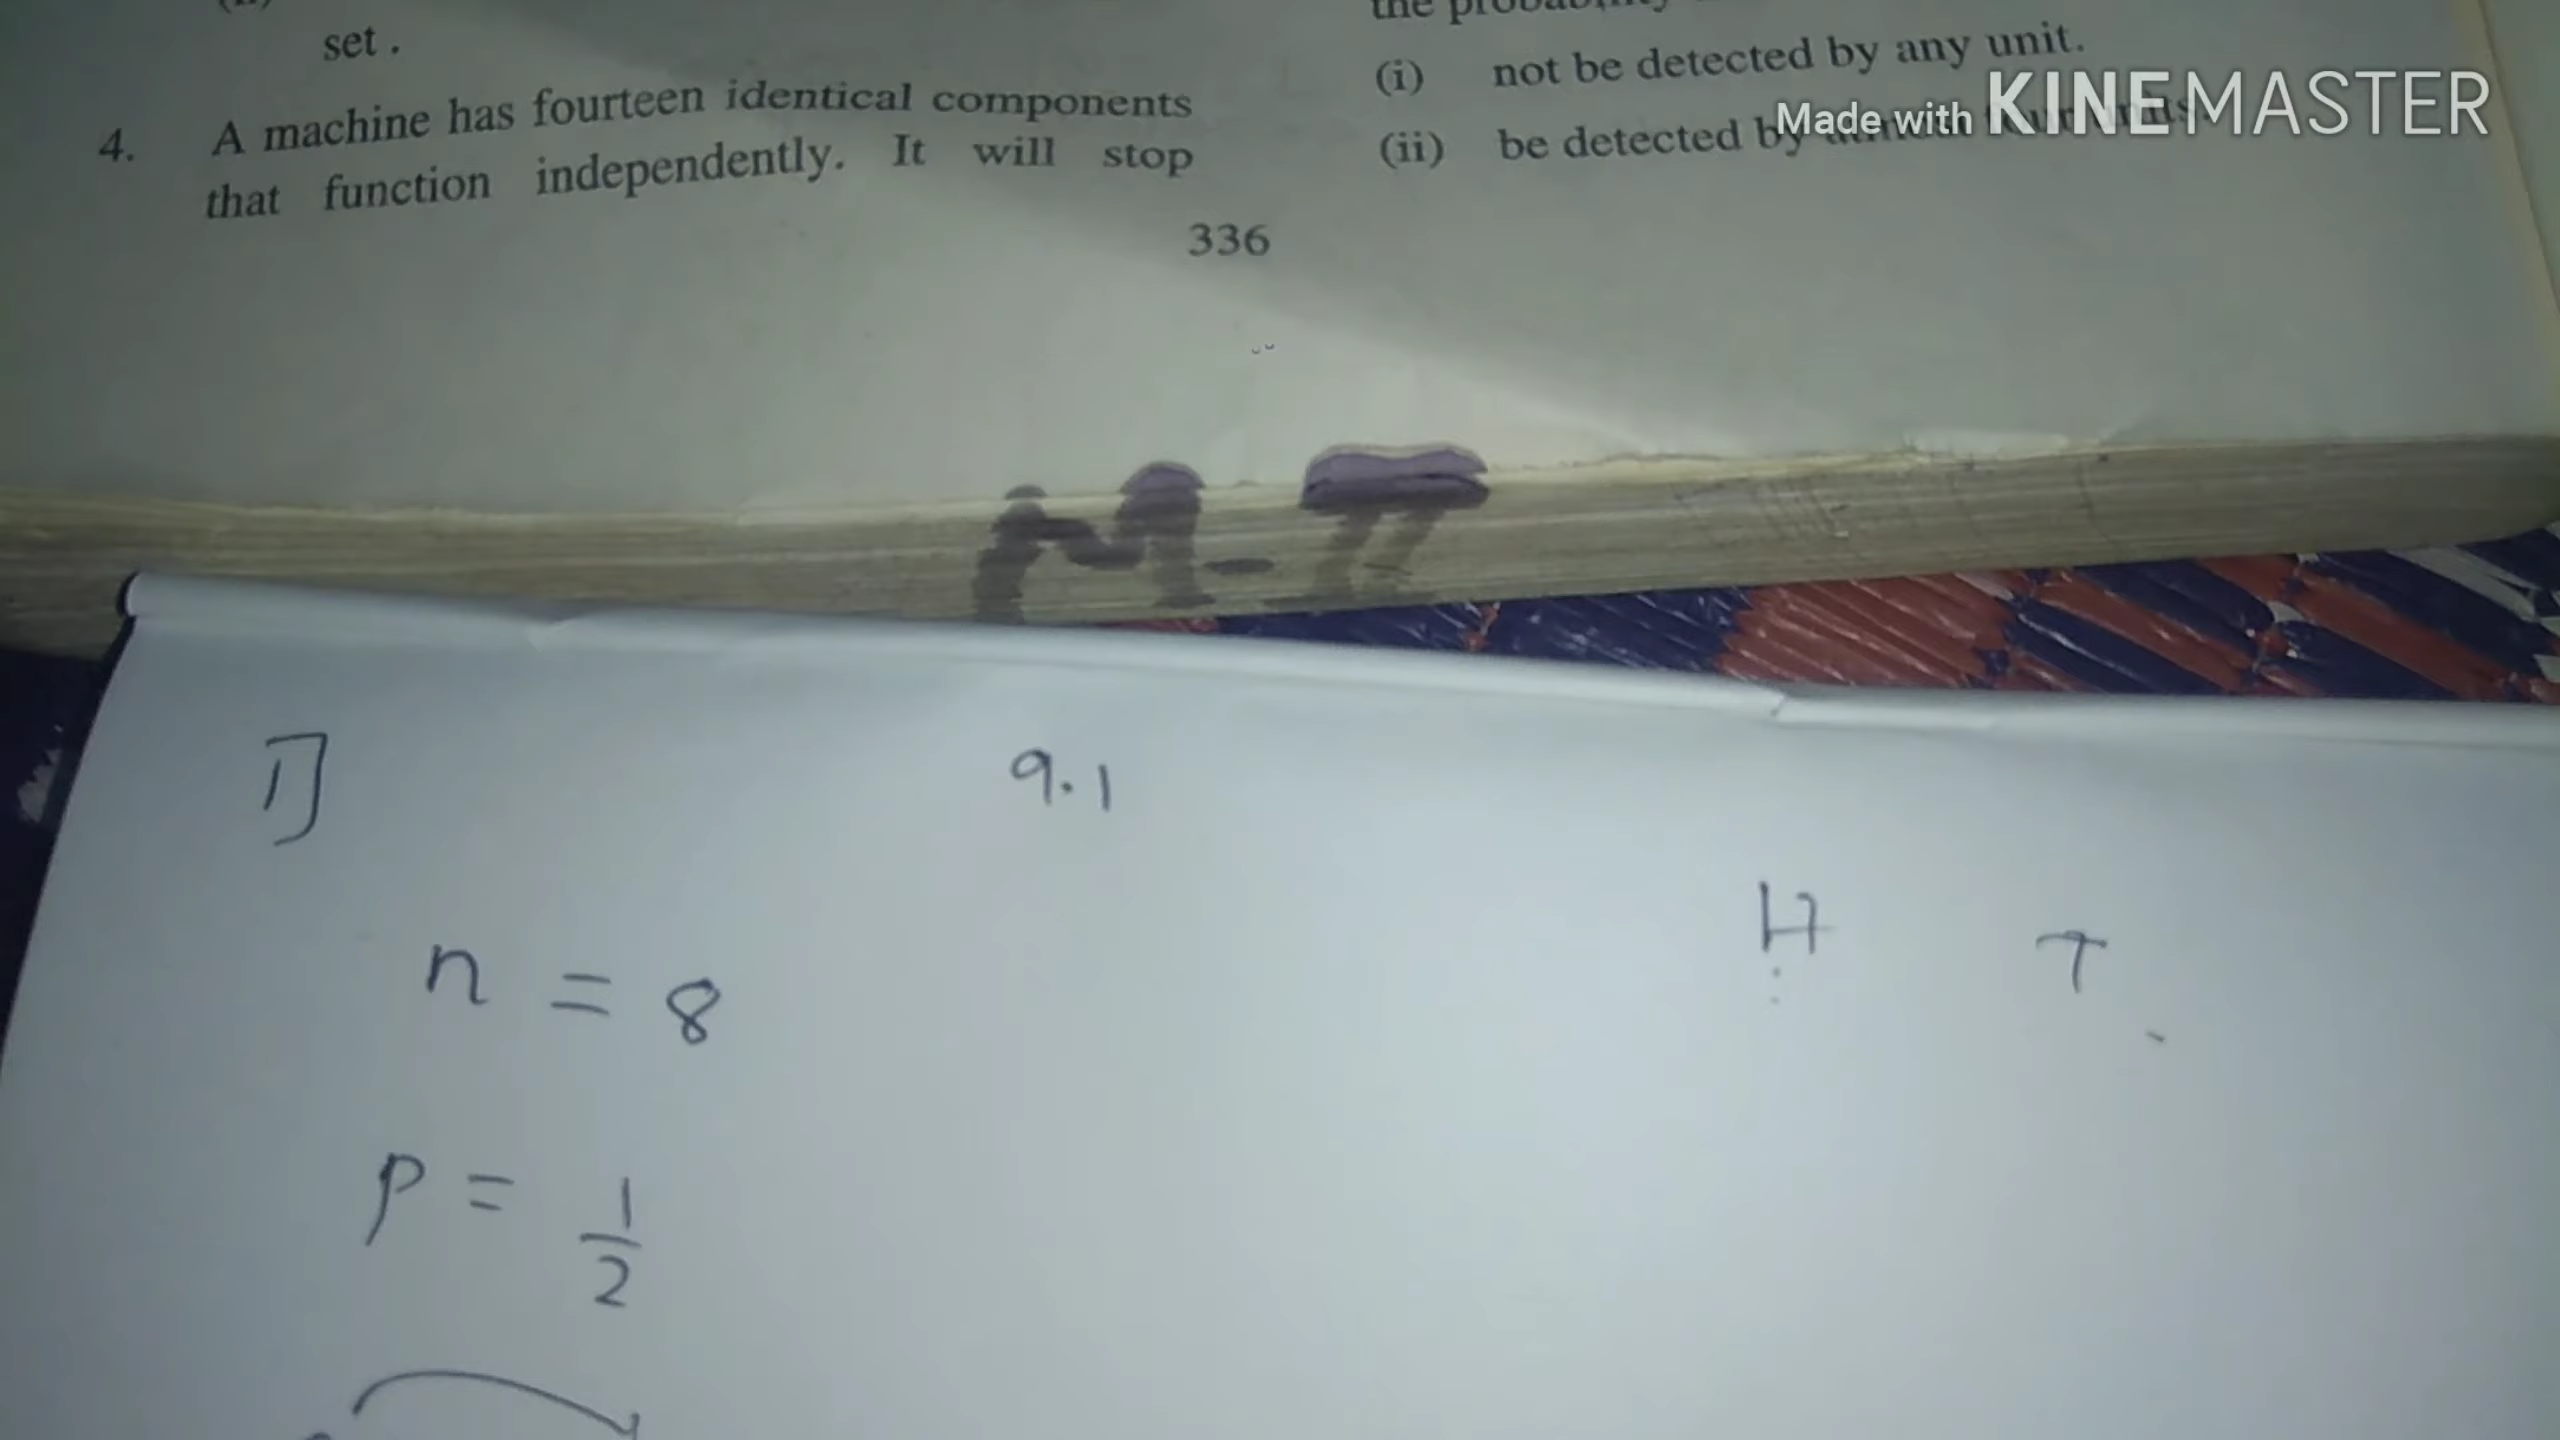 set .
4. A machine has fourteen identical components
that function independently. It will stop
the
(i) not be detected by any unit.
(ii) be detected by
Made with KINEMASTER
336
M-II
1]
9.1
n = 8
H T
p = 1/2